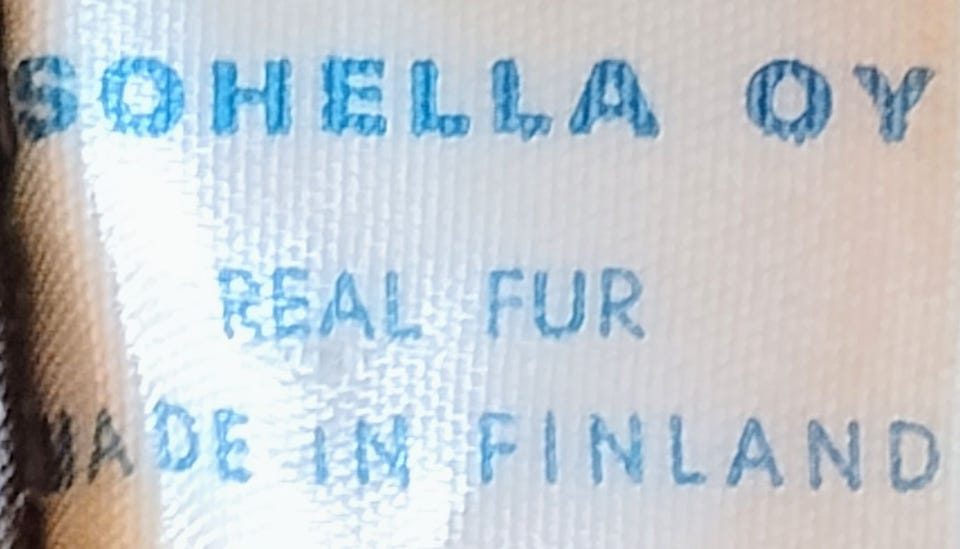 SOHELLA OY
REAL FUR
MADE IN FINLAND